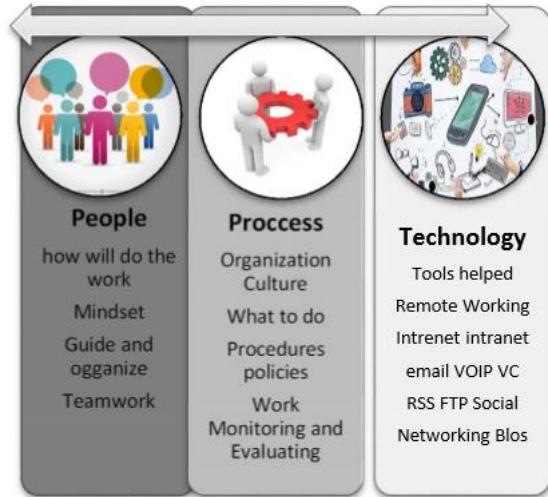 People
how will do the
work
Mindset
Guide and
ogganize
Teamwork
Proccess
Organization
Culture
What to do
Procedures
policies
Work
Monitoring and
Evaluating
Technology
Tools helped
Remote Working
Intrenet intranet
email VOIP VC
RSS FTP Social
Networking Blos